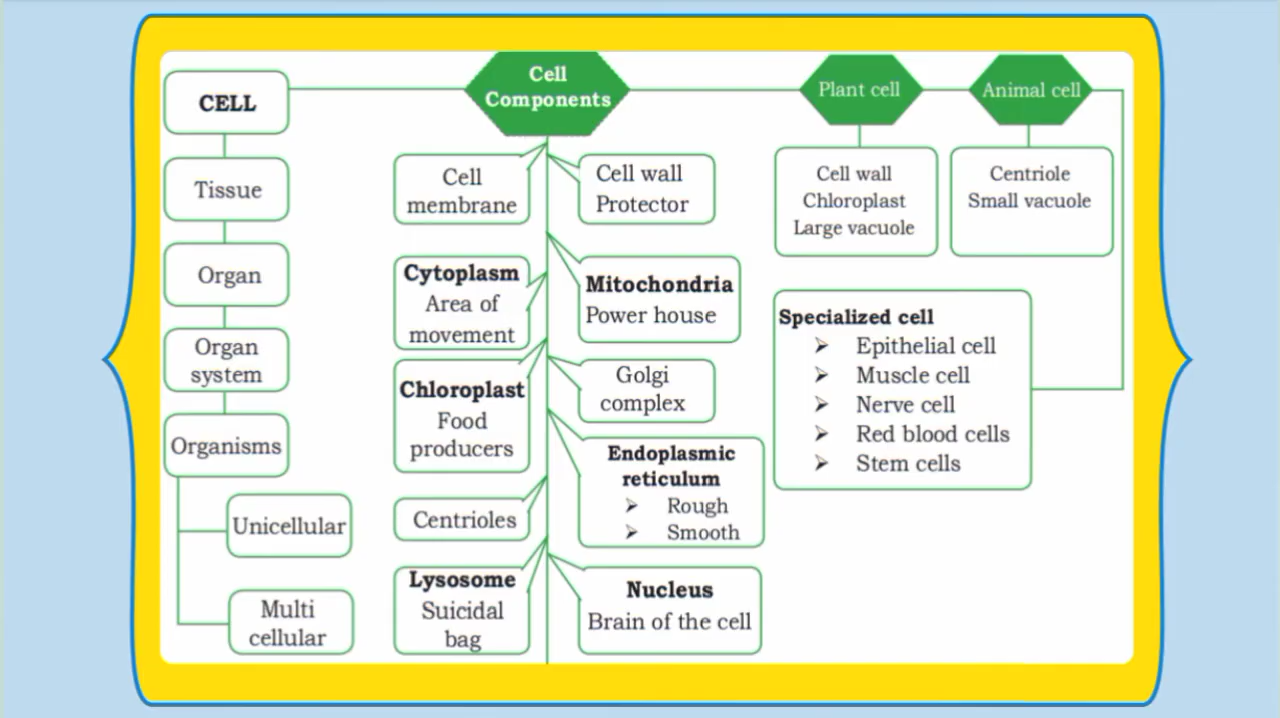 CELL
Tissue
Organ
Organ
system
Organisms
Unicellular
Multi
cellular
Cell
Components
Cell
membrane
Cell wall
Protector
Cytoplasm
Area of
movement
Mitochondria
Power house
Chloroplast
Food
producers
Golgi
complex
Endoplasmic
reticulum
Rough
Smooth
Centrioles
Lysosome
Suicidal
bag
Nucleus
Brain of the cell
Plant cell
Cell wall
Chloroplast
Large vacuole
Animal cell
Centriole
Small vacuole
Specialized cell
Epithelial cell
Muscle cell
Nerve cell
Red blood cells
Stem cells